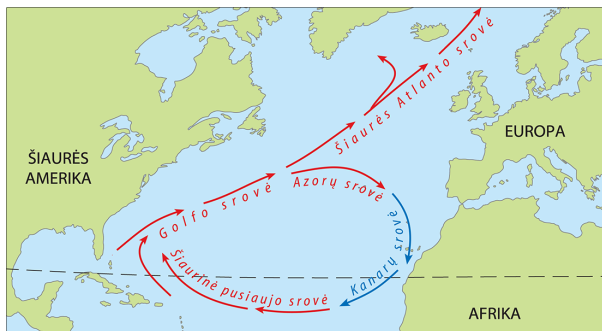 Šiaurės Atlanto srovė
EUROPA
ŠIAURĖS
AMERIKA
Azorų srovė
Golfo srovė
Kanarų srovė
Šiaurinė pusiaujo srovė
AFRIKA